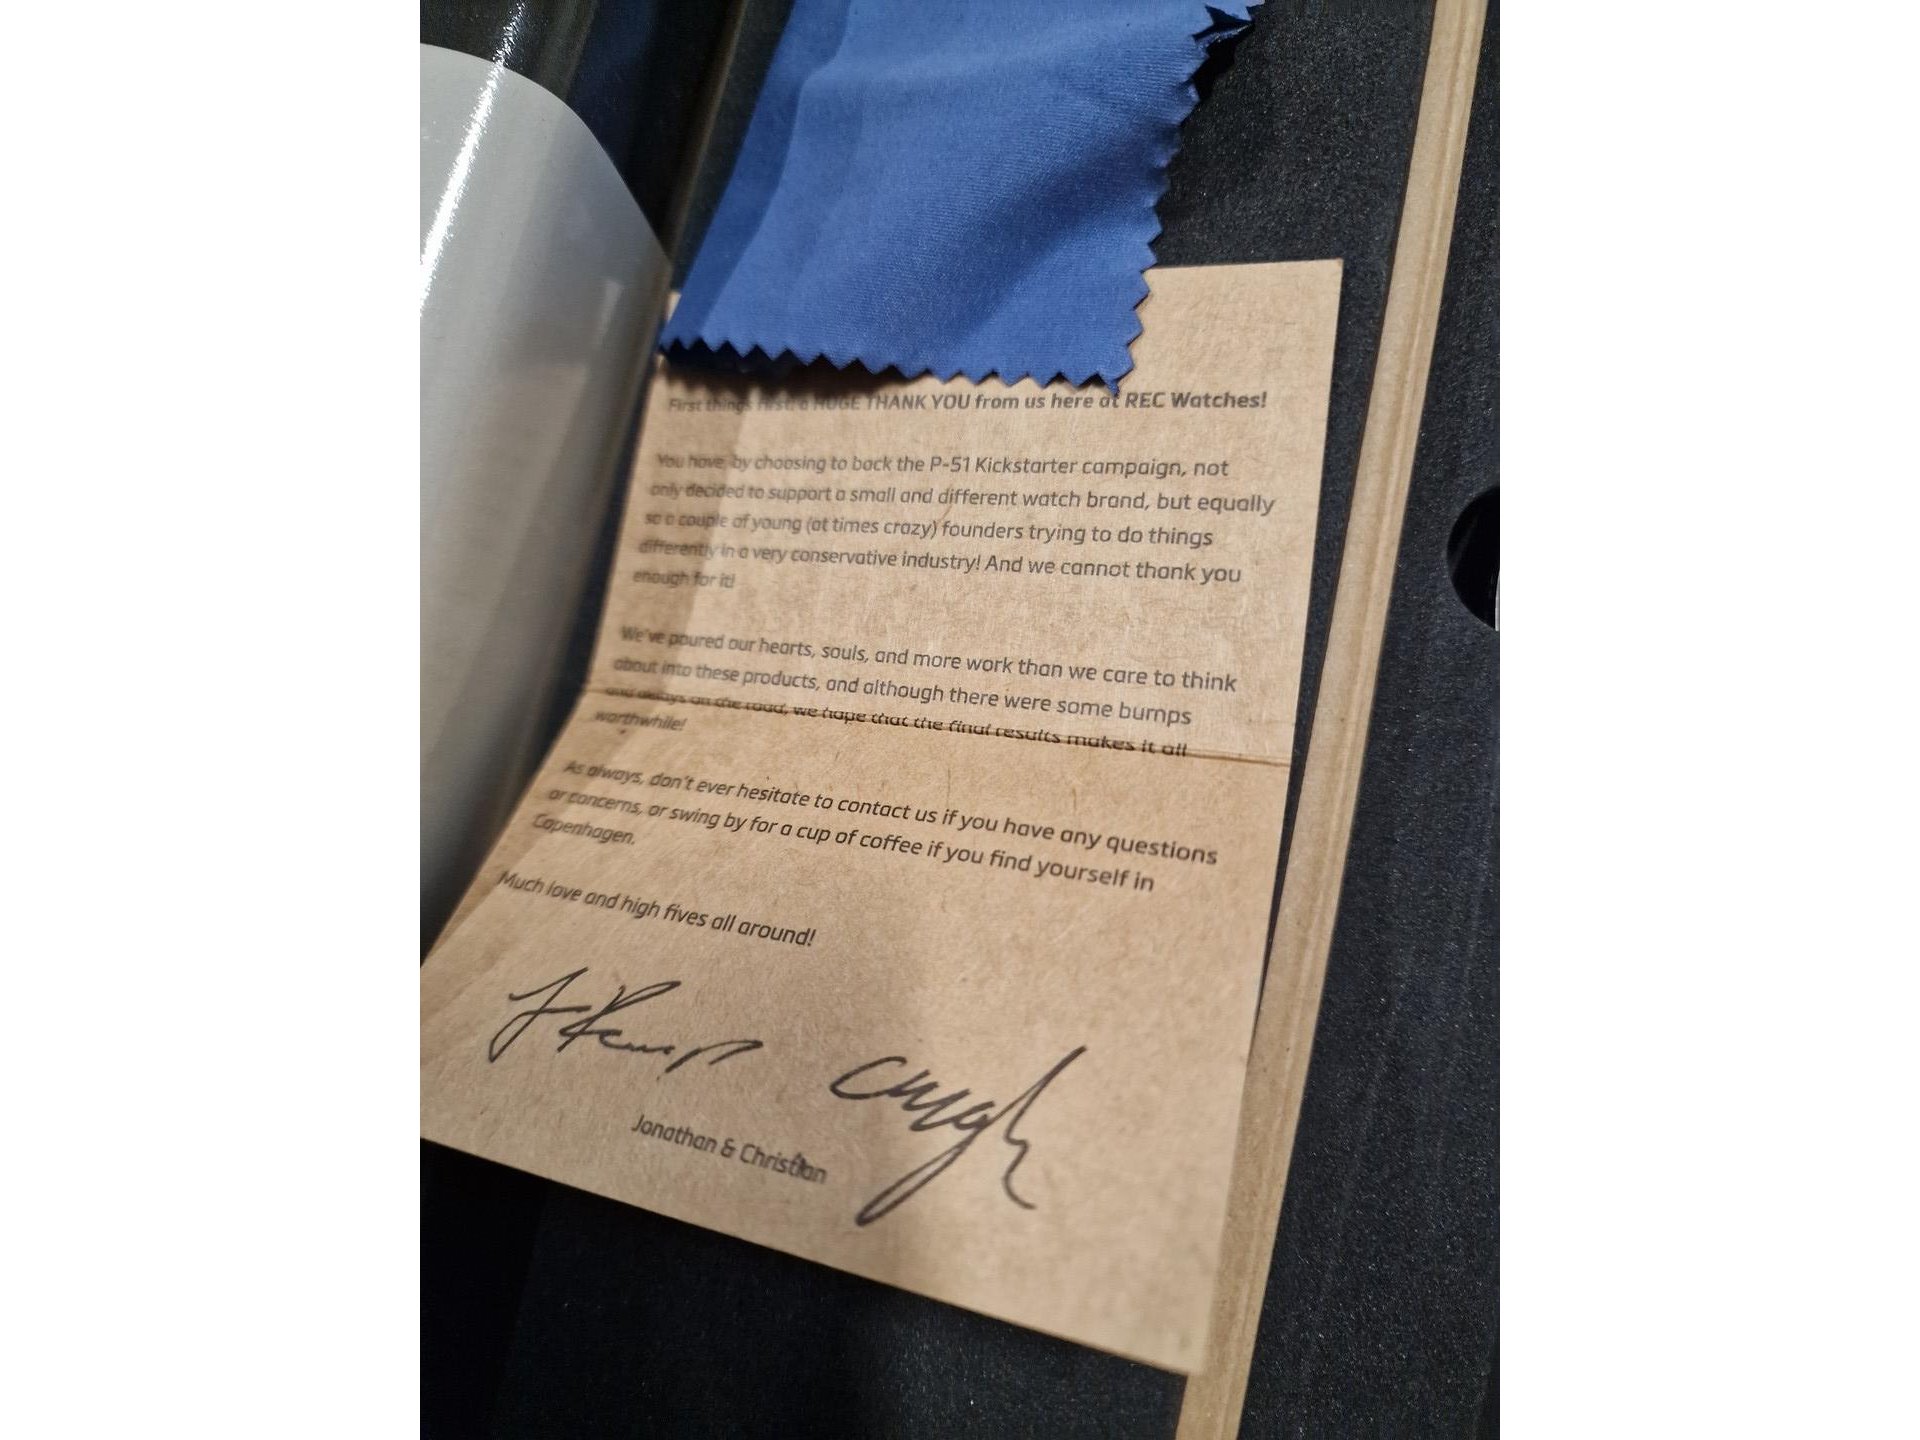 First things first: a HUGE THANK YOU from us here at REC Watches!
You have, by choosing to back the P-51 Kickstarter campaign, not
only decided to support a small and different watch brand, but equally
so a couple of young (at times crazy) founders trying to do things
differently in a very conservative industry! And we cannot thank you
enough for it!
We've poured our hearts, souls, and more work than we care to think
about into these products, and although there were some bumps
and delays on the road, we hope that the final results makes it all
worthwhile!
As always, don't ever hesitate to contact us if you have any questions
or concerns, or swing by for a cup of coffee if you find yourself in
Copenhagen.
Much love and high fives all around!
Jonathan & Christian